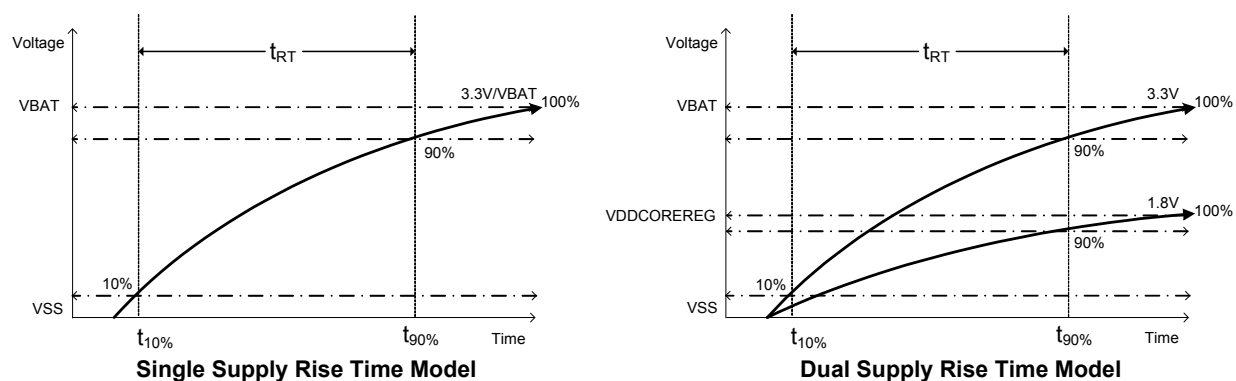 Voltage
tRT
VBAT
3.3V/VBAT
100%
90%
10%
VSS
t10%
t90%
Time
Single Supply Rise Time Model
Voltage
tRT
VBAT
3.3V
100%
90%
VDDCOREREG
1.8V
100%
90%
10%
VSS
t10%
t90%
Time
Dual Supply Rise Time Model